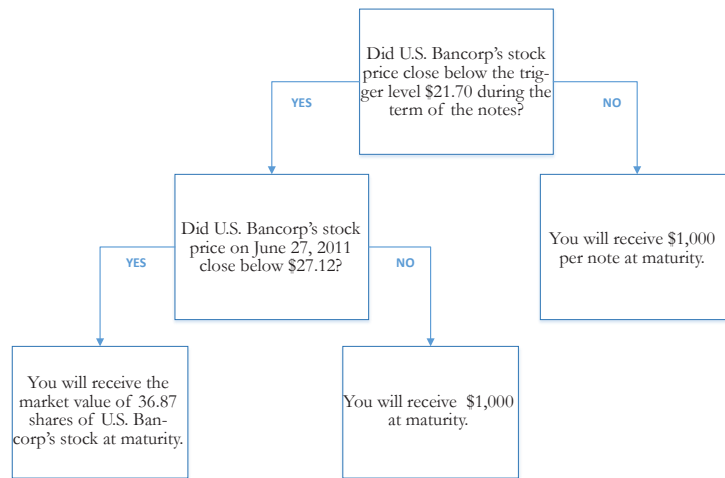 Did U.S. Bancorp’s stock
price close below the trig-
ger level $21.70 during the
term of the notes?
YES
NO
Did U.S. Bancorp’s stock
price on June 27, 2011
close below $27.12?
You will receive $1,000
per note at maturity.
YES
NO
You will receive the
market value of 36.87
shares of U.S. Ban-
corp’s stock at maturity.
You will receive $1,000
at maturity.